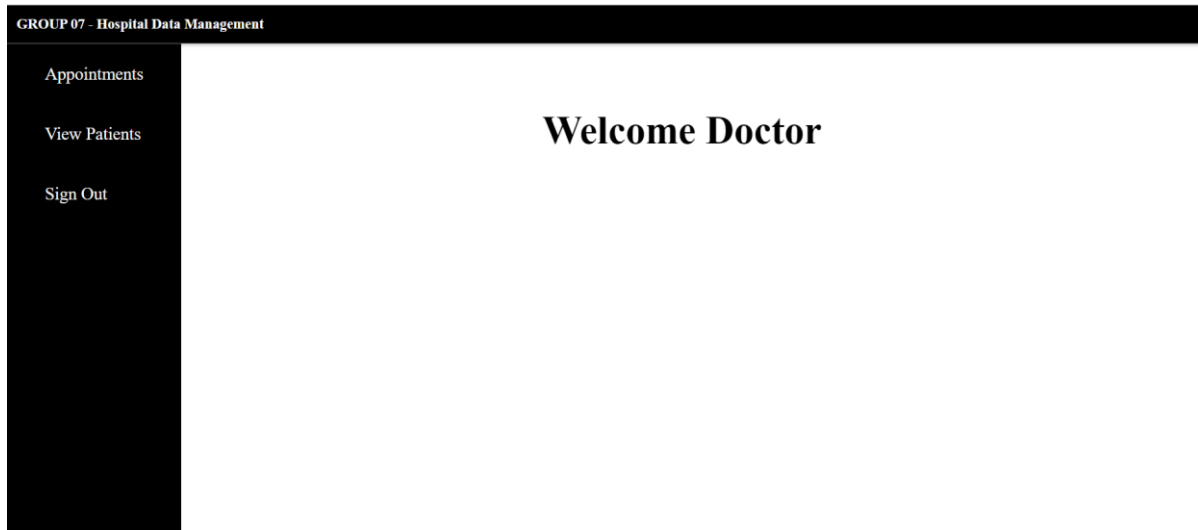 GROUP 07 - Hospital Data Management
Appointments
View Patients
Sign Out
Welcome Doctor